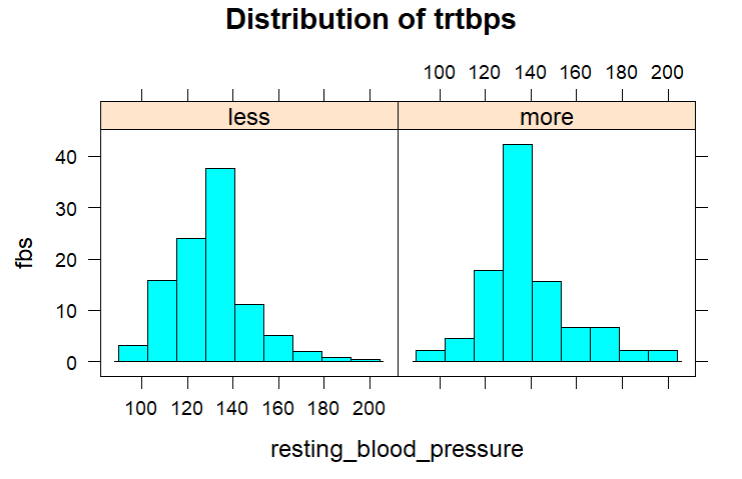 Distribution of trtbps
100 120 140 160 180 200
less more
40
30
fbs
20
10
0
100 120 140 160 180 200
resting_blood_pressure